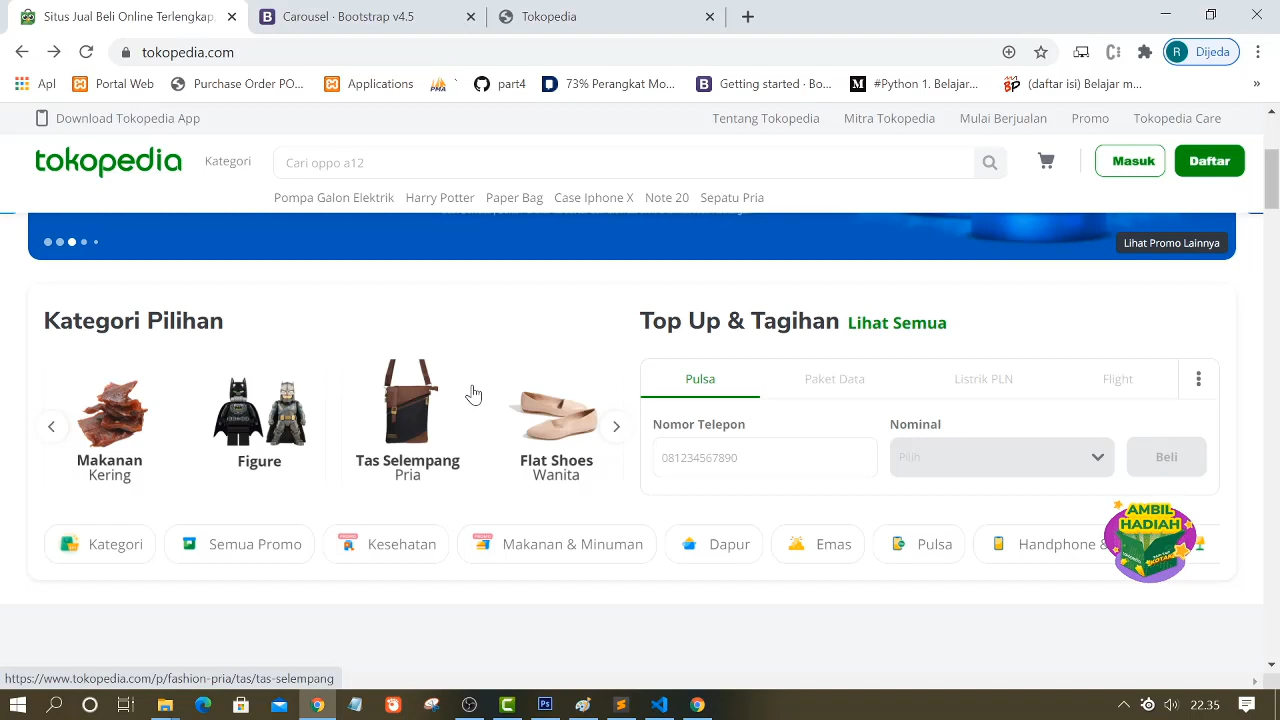 Situs Jual Beli Online Terlengkap,
Carousel · Bootstrap v4.5
Tokopedia
tokopedia.com
R Dijeda
Apl
Portal Web
Purchase Order PO...
Applications
PMA
part4
73% Perangkat Mo...
Getting started · Bo...
#Python 1. Belajar...
(daftar isi) Belajar m...
Download Tokopedia App
Tentang Tokopedia
Mitra Tokopedia
Mulai Berjualan
Promo
Tokopedia Care
tokopedia
Kategori
Cari oppo a12
Masuk
Daftar
Pompa Galon Elektrik
Harry Potter
Paper Bag
Case Iphone X
Note 20
Sepatu Pria
Lihat Promo Lainnya
Kategori Pilihan
Makanan
Kering
Figure
Tas Selempang
Pria
Flat Shoes
Wanita
Top Up & Tagihan Lihat Semua
Pulsa
Paket Data
Listrik PLN
Flight
Nomor Telepon
081234567890
Nominal
Pilih
Beli
AMBIL
HADIAH
Kategori
Semua Promo
Kesehatan
Makanan & Minuman
Dapur
Emas
Pulsa
Handphone &
https://www.tokopedia.com/p/fashion-pria/tas/tas-selempang
22.35